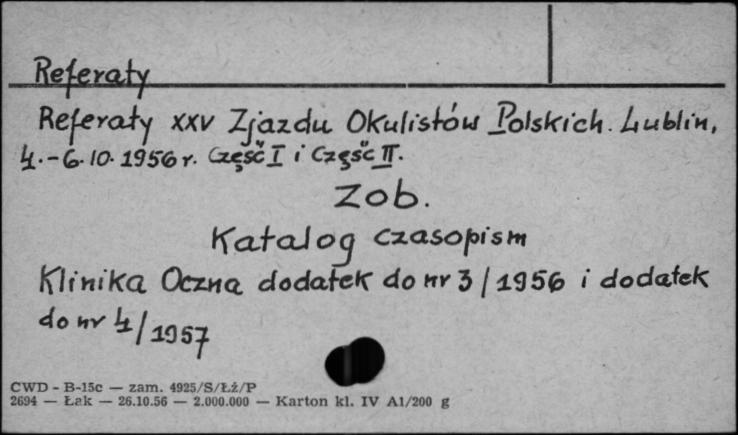 Referaty
Referaty XXV Zjazdu Okulistów Polskich. Lublin,
4.-6.10.1956r. Część I i Część II.
Zob.
Katalog czasopism
Klinika Oczna dodatek do nr 3/1956 i dodatek
do nr 4/1957
CWD - B-15c — zam. 4925/S/Łż/P
2694 — Łak — 26.10.56 — 2.000.000 — Karton kl. IV A1/200 g